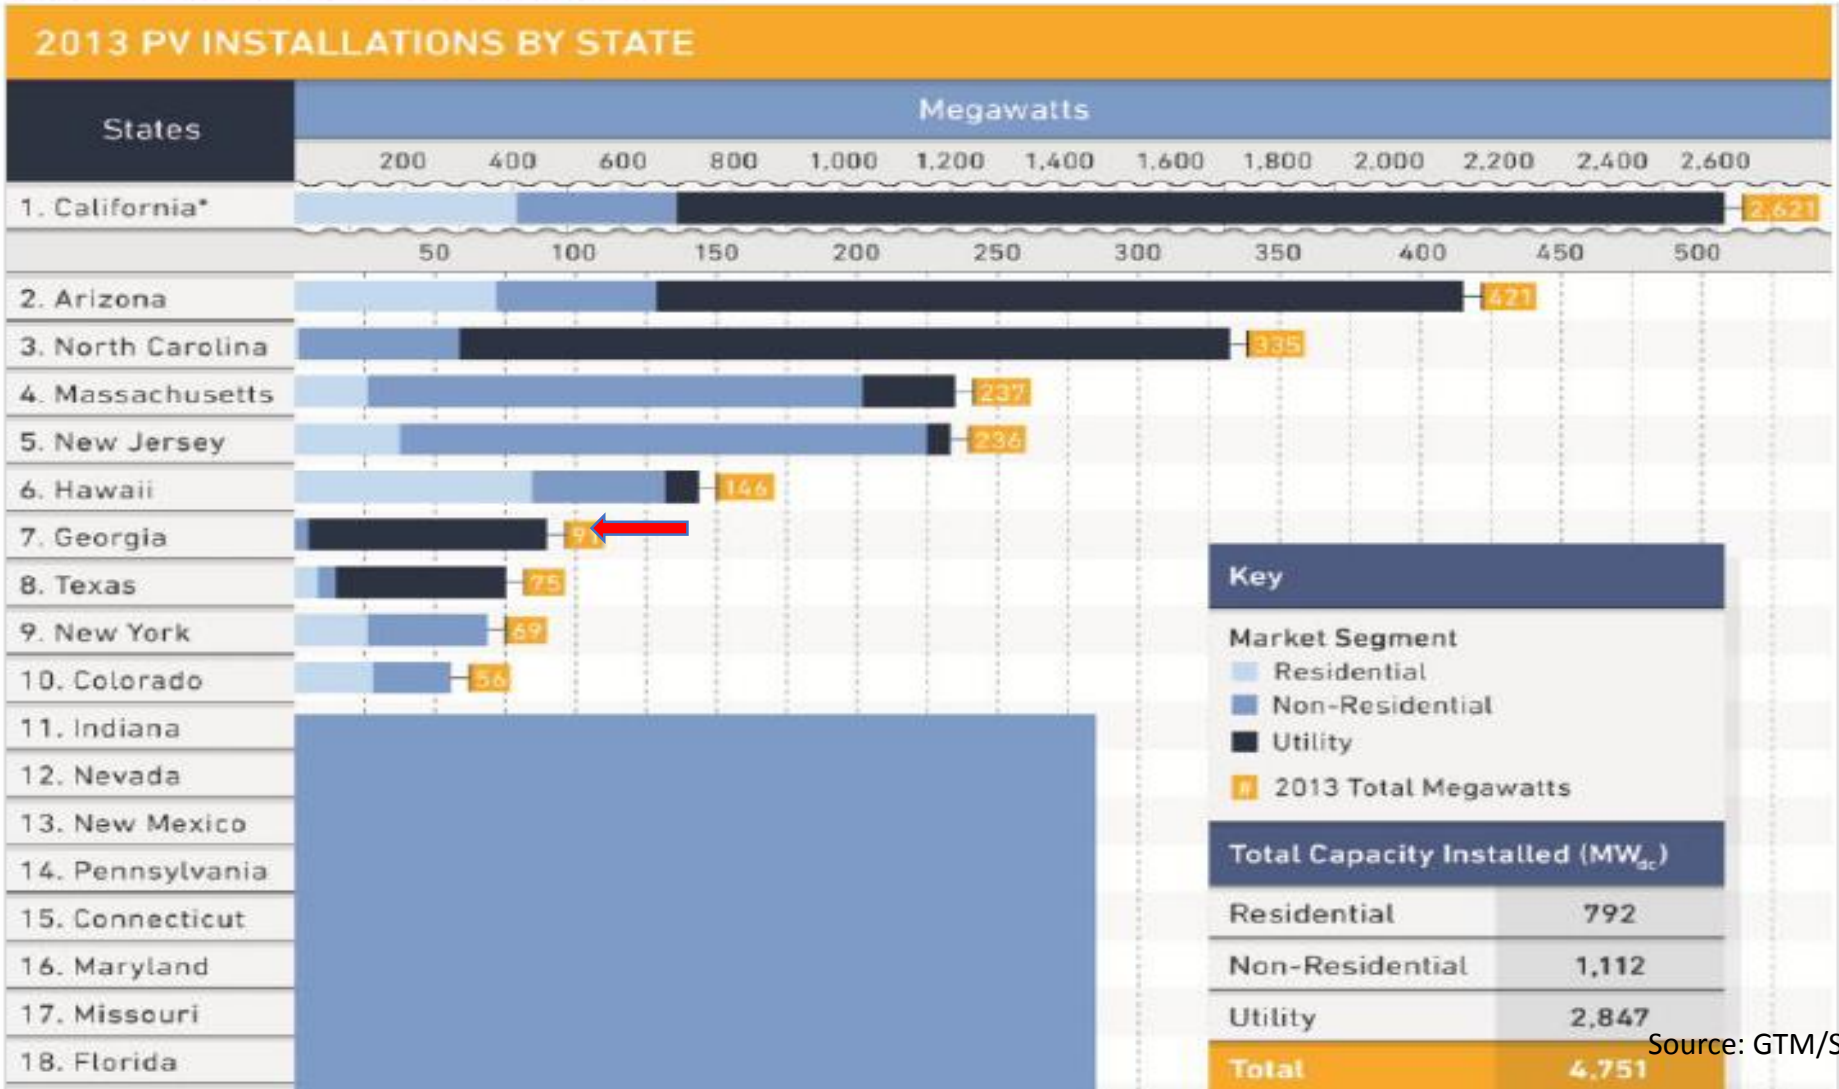 2013 PV INSTALLATIONS BY STATE
States
Megawatts
200 400 600 800 1,000 1,200 1,400 1,600 1,800 2,000 2,200 2,400 2,600
1. California* 2,621
50 100 150 200 250 300 350 400 450 500
2. Arizona 421
3. North Carolina 335
4. Massachusetts 237
5. New Jersey 236
6. Hawaii 146
7. Georgia 91
8. Texas 75
9. New York 69
10. Colorado 56
11. Indiana
12. Nevada
13. New Mexico
14. Pennsylvania
15. Connecticut
16. Maryland
17. Missouri
18. Florida
Key
Market Segment
Residential
Non-Residential
Utility
# 2013 Total Megawatts
Total Capacity Installed (MWdc)
Residential 792
Non-Residential 1,112
Utility 2,847
Total 4,751
Source: GTM/S